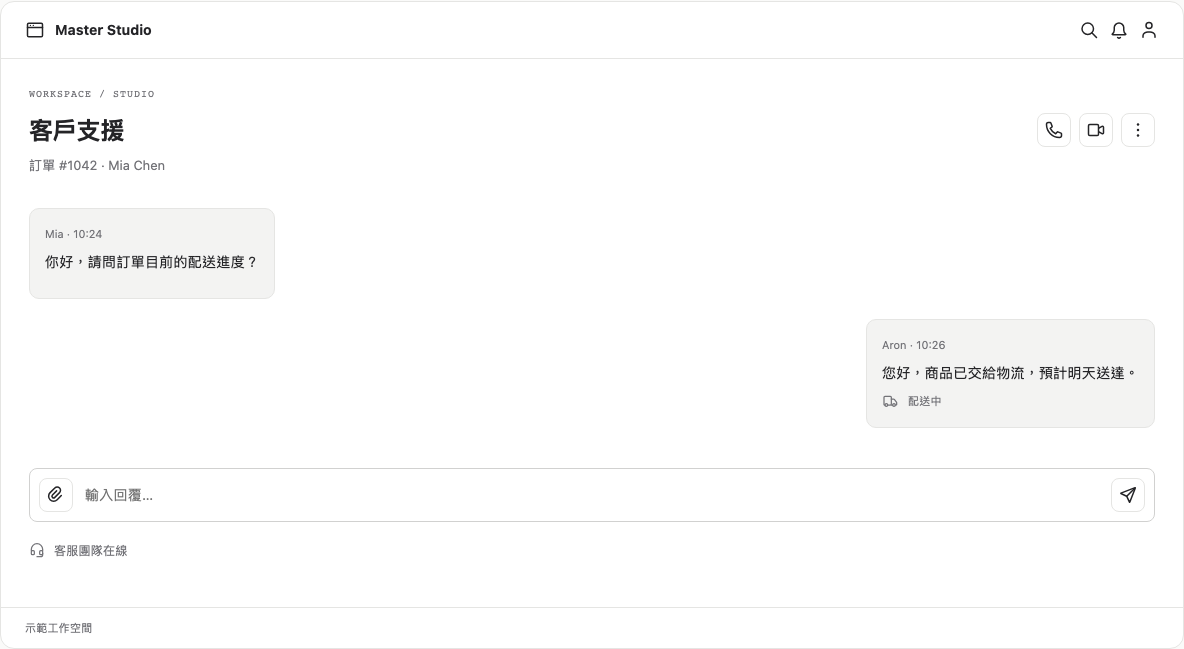 Master Studio
WORKSPACE / STUDIO
客戶支援
訂單 #1042 · Mia Chen
Mia · 10:24
你好，請問訂單目前的配送進度？
Aron · 10:26
您好，商品已交給物流，預計明天送達。
配送中
輸入回覆...
客服團隊在線
示範工作空間